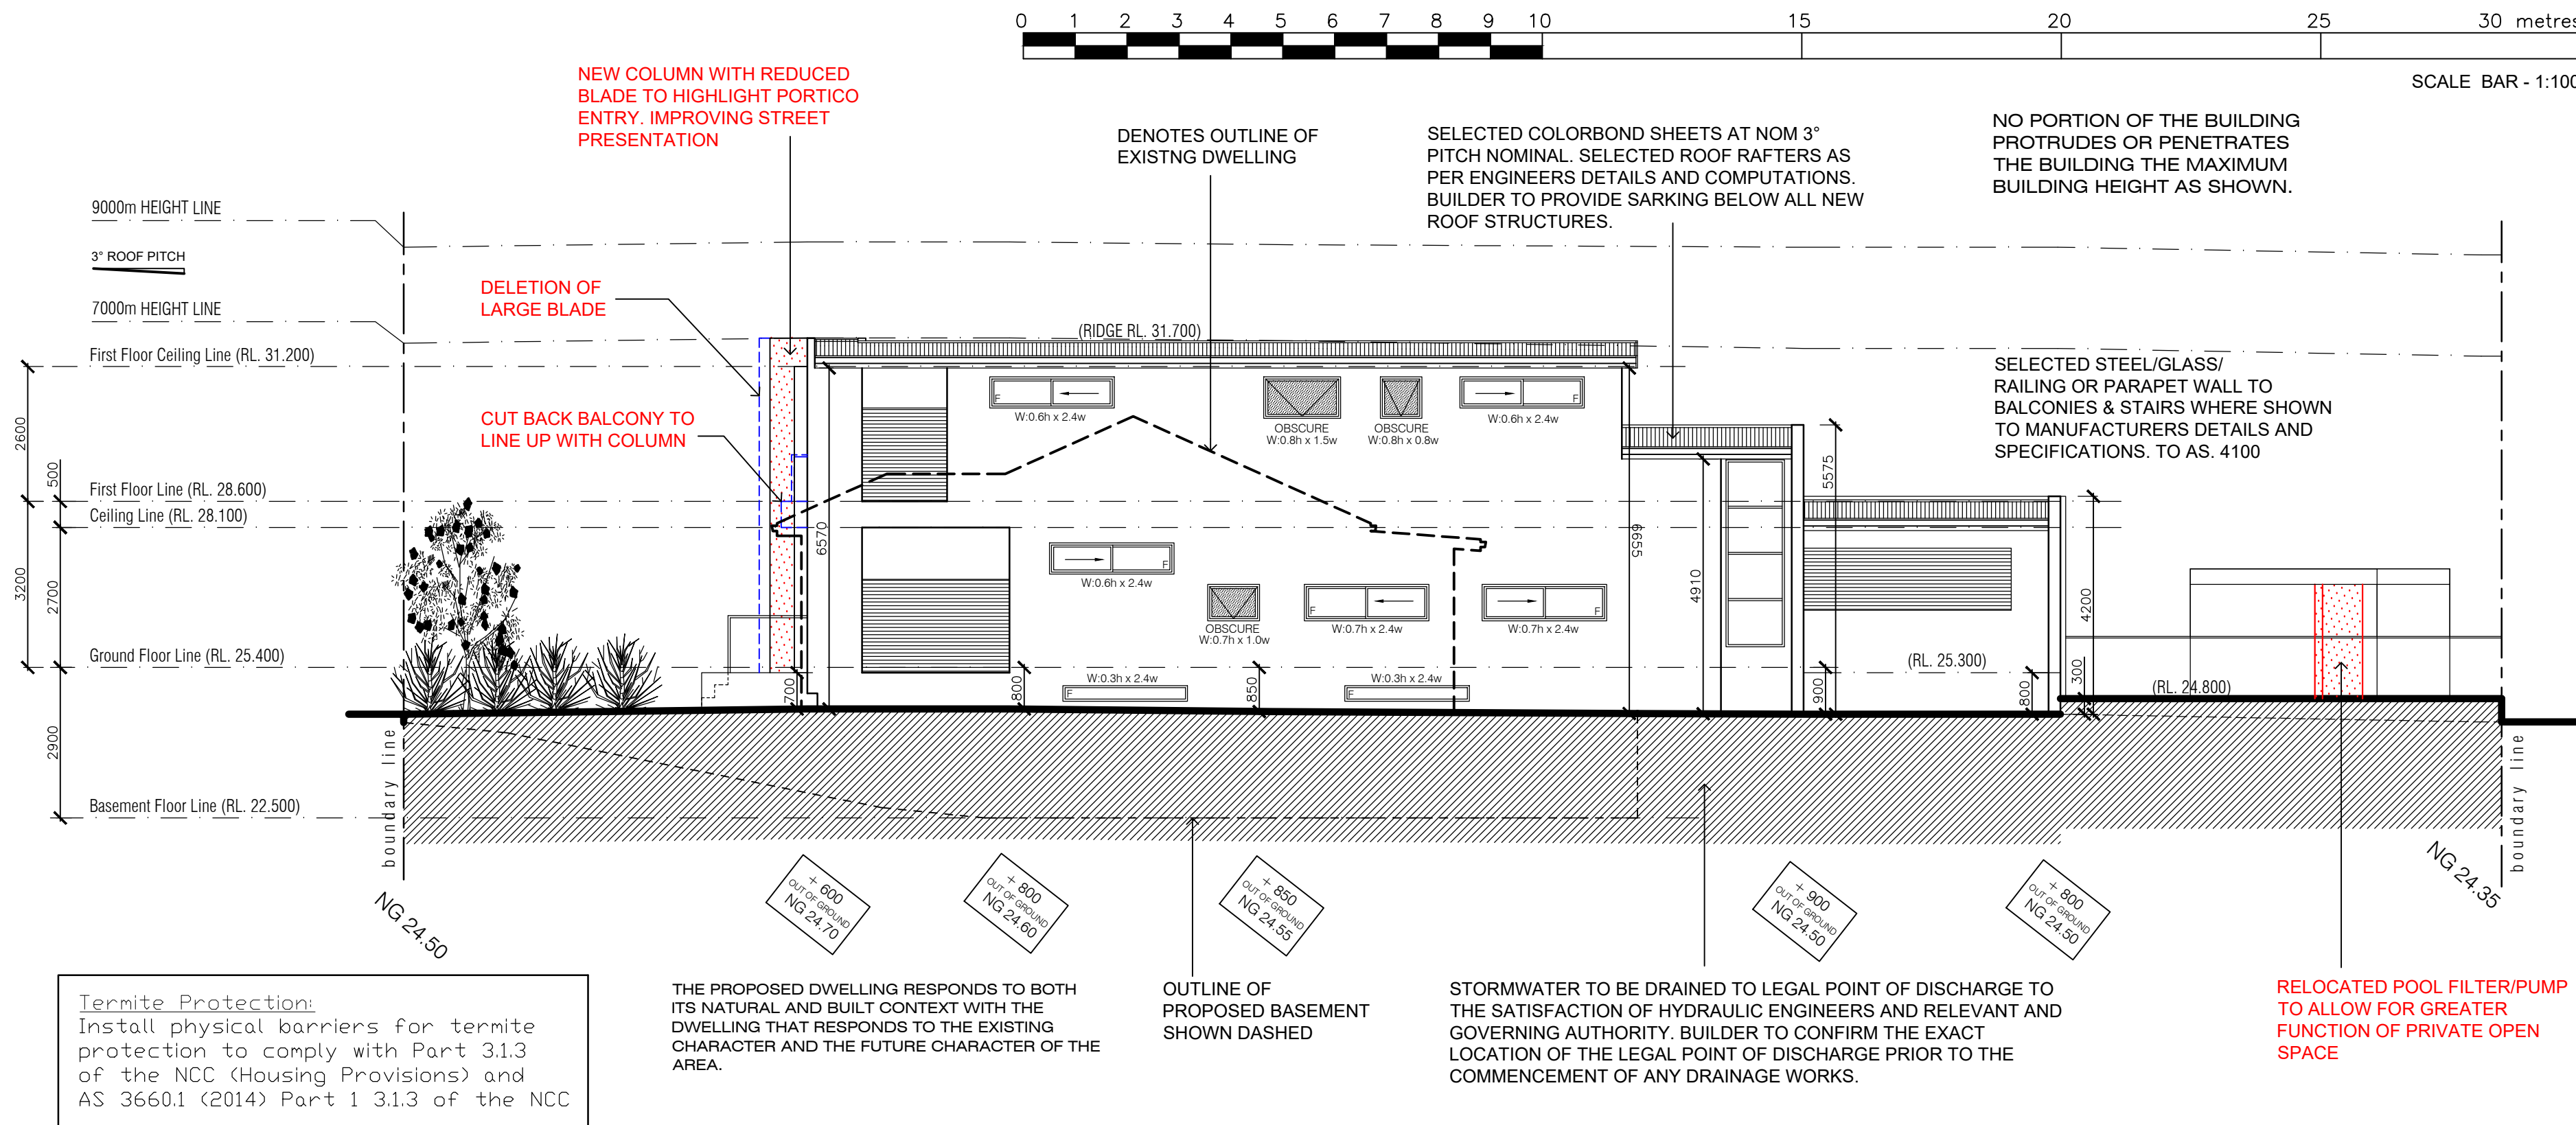 0 1 2 3 4 5 6 7 8 9 10 15 20 25 30 metres
SCALE BAR - 1:100
NEW COLUMN WITH REDUCED
BLADE TO HIGHLIGHT PORTICO
ENTRY. IMPROVING STREET
PRESENTATION
DENOTES OUTLINE OF
EXISTNG DWELLING
SELECTED COLORBOND SHEETS AT NOM 3°
PITCH NOMINAL. SELECTED ROOF RAFTERS AS
PER ENGINEERS DETAILS AND COMPUTATIONS.
BUILDER TO PROVIDE SARKING BELOW ALL NEW
ROOF STRUCTURES.
NO PORTION OF THE BUILDING
PROTRUDES OR PENETRATES
THE BUILDING THE MAXIMUM
BUILDING HEIGHT AS SHOWN.
9000m HEIGHT LINE
3° ROOF PITCH
7000m HEIGHT LINE
DELETION OF
LARGE BLADE
(RIDGE RL. 31.700)
First Floor Ceiling Line (RL. 31.200)
SELECTED STEEL/GLASS/
RAILING OR PARAPET WALL TO
BALCONIES & STAIRS WHERE SHOWN
TO MANUFACTURERS DETAILS AND
SPECIFICATIONS. TO AS. 4100
CUT BACK BALCONY TO
LINE UP WITH COLUMN
F
W:0.6h x 2.4w
OBSCURE
W:0.8h x 1.5w
OBSCURE
W:0.8h x 0.8w
F
W:0.6h x 2.4w
2600
500
5575
First Floor Line (RL. 28.600)
Ceiling Line (RL. 28.100)
3200
2700
6570
6655
4910
4200
F
W:0.6h x 2.4w
OBSCURE
W:0.7h x 1.0w
F
W:0.7h x 2.4w
F
W:0.7h x 2.4w
Ground Floor Line (RL. 25.400)
(RL. 25.300)
700
800
W:0.3h x 2.4w
F
850
W:0.3h x 2.4w
F
900
800
300
(RL. 24.800)
2900
Basement Floor Line (RL. 22.500)
boundary line
boundary line
NG 24.50
+ 600
OUT OF GROUND
NG 24.70
+ 800
OUT OF GROUND
NG 24.60
+ 850
OUT OF GROUND
NG 24.55
+ 900
OUT OF GROUND
NG 24.50
+ 800
OUT OF GROUND
NG 24.50
NG 24.35
Termite Protection:
Install physical barriers for termite
protection to comply with Part 3.1.3
of the NCC (Housing Provisions) and
AS 3660.1 (2014) Part 1 3.1.3 of the NCC
THE PROPOSED DWELLING RESPONDS TO BOTH
ITS NATURAL AND BUILT CONTEXT WITH THE
DWELLING THAT RESPONDS TO THE EXISTING
CHARACTER AND THE FUTURE CHARACTER OF THE
AREA.
OUTLINE OF
PROPOSED BASEMENT
SHOWN DASHED
STORMWATER TO BE DRAINED TO LEGAL POINT OF DISCHARGE TO
THE SATISFACTION OF HYDRAULIC ENGINEERS AND RELEVANT AND
GOVERNING AUTHORITY. BUILDER TO CONFIRM THE EXACT
LOCATION OF THE LEGAL POINT OF DISCHARGE PRIOR TO THE
COMMENCEMENT OF ANY DRAINAGE WORKS.
RELOCATED POOL FILTER/PUMP
TO ALLOW FOR GREATER
FUNCTION OF PRIVATE OPEN
SPACE